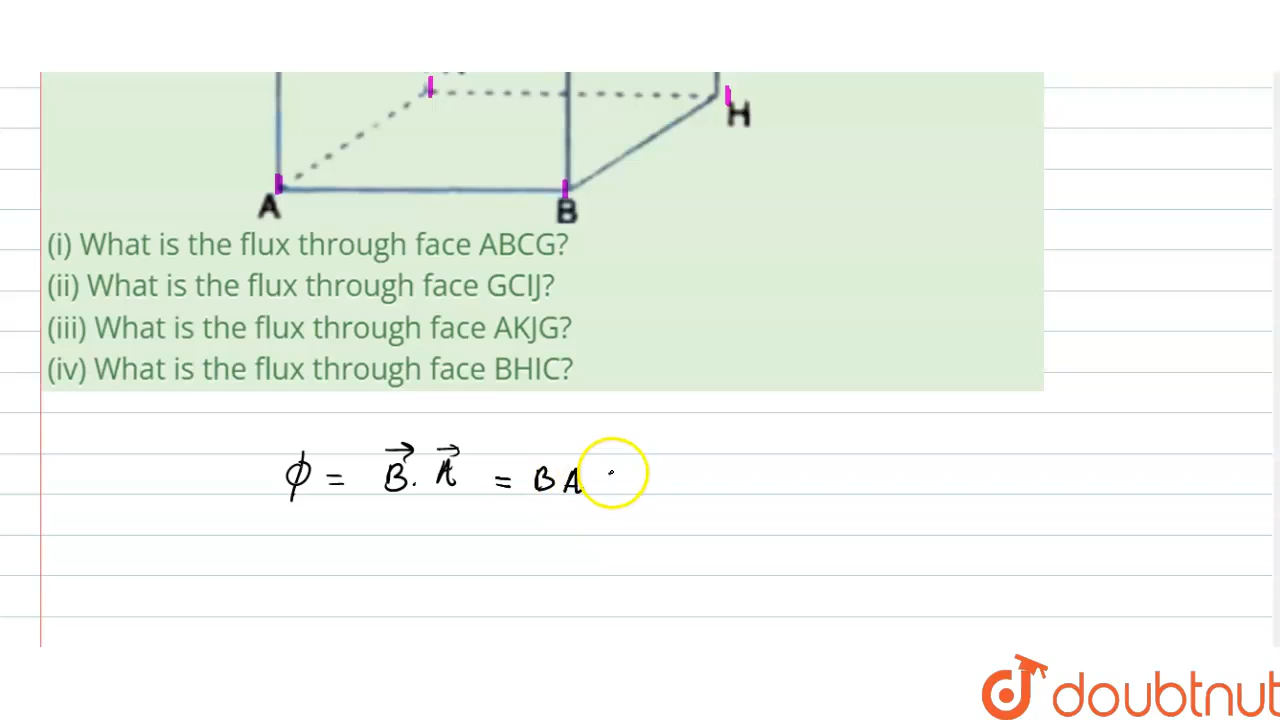 H
A
B
(i) What is the flux through face ABCG?
(ii) What is the flux through face GCIJ?
(iii) What is the flux through face AKJG?
(iv) What is the flux through face BHIC?
ϕ = B⃗. A⃗ = BA
doubtnut